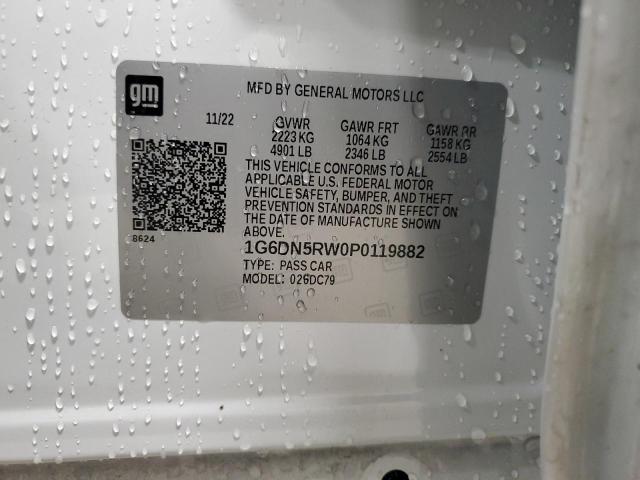 gm
MFD BY GENERAL MOTORS LLC
11/22 GVWR GAWR FRT GAWR RR
2223 KG 1064 KG 1158 KG
4901 LB 2346 LB 2554 LB
THIS VEHICLE CONFORMS TO ALL
APPLICABLE U.S. FEDERAL MOTOR
VEHICLE SAFETY, BUMPER, AND THEFT
PREVENTION STANDARDS IN EFFECT ON
THE DATE OF MANUFACTURE SHOWN
ABOVE.
8624
1G6DN5RW0P0119882
TYPE: PASS CAR
MODEL: 026DC79